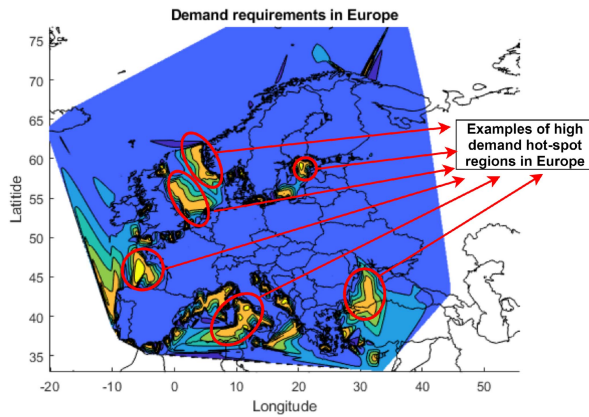 Demand requirements in Europe
75
70
65
60
55
50
45
40
35
-20
-10
0
10
20
30
40
50
Latitide
Longitude
Examples of high
demand hot-spot
regions in Europe